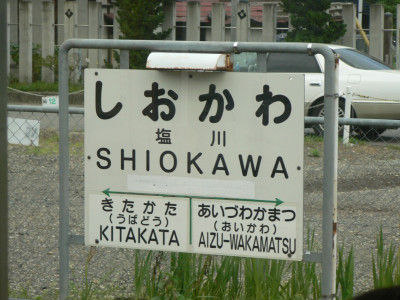 しおかわ
塩川
SHIOKAWA
きたかた
(うばどう)
KITAKATA
あいづわかまつ
(おいかわ)
AIZU-WAKAMATSU